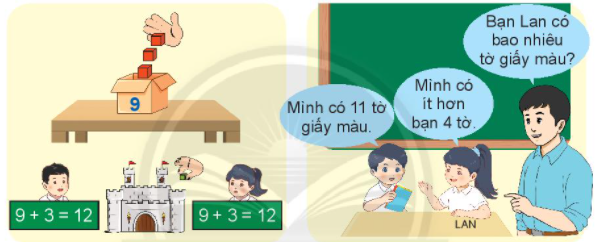 9
9 + 3 = 12
9 + 3 = 12
Bạn Lan có
bao nhiêu
tờ giấy màu?
Mình có 11 tờ
giấy màu.
Mình có
ít hơn
bạn 4 tờ.
LAN